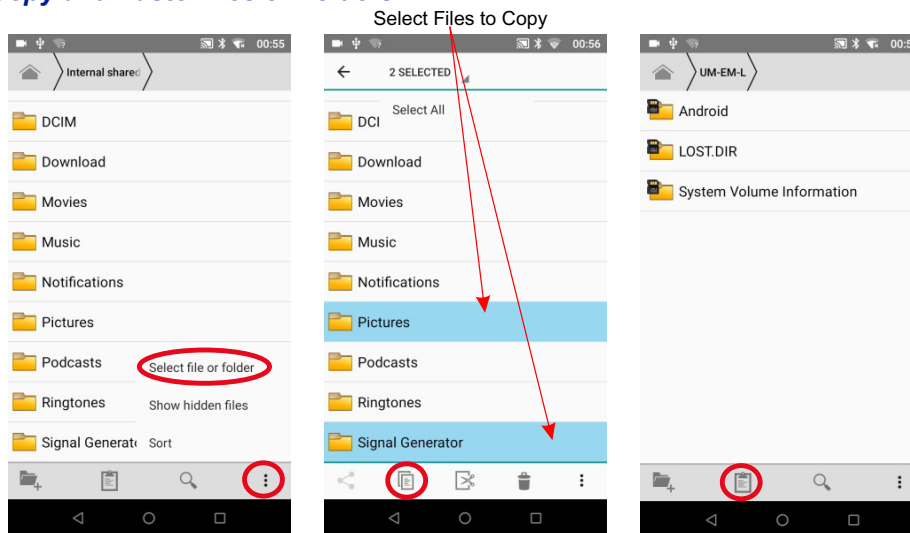 Select Files to Copy
00:55
Internal shared
DCIM
Download
Movies
Music
Notifications
Pictures
Podcasts
Select file or folder
Ringtones
Show hidden files
Signal Generat
Sort
00:56
2 SELECTED
Select All
DCI
Download
Movies
Music
Notifications
Pictures
Podcasts
Ringtones
Signal Generator
00:5
UM-EM-L
Android
LOST.DIR
System Volume Information